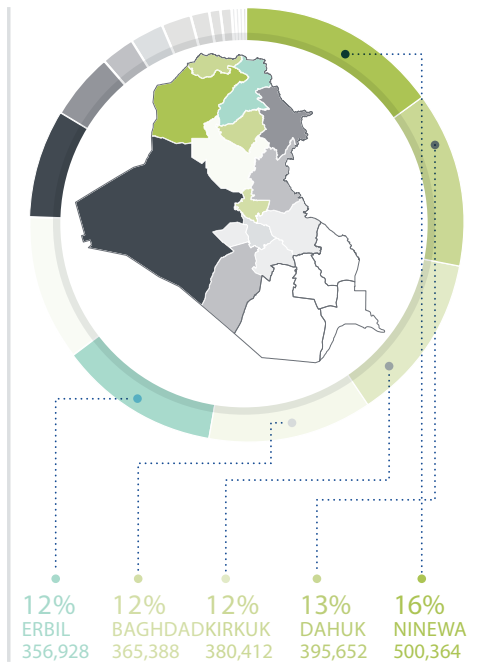 12% 12% 12% 13% 16%
ERBIL BAGHDAD KIRKUK DAHUK NINEWA
356,928 365,388 380,412 395,652 500,364